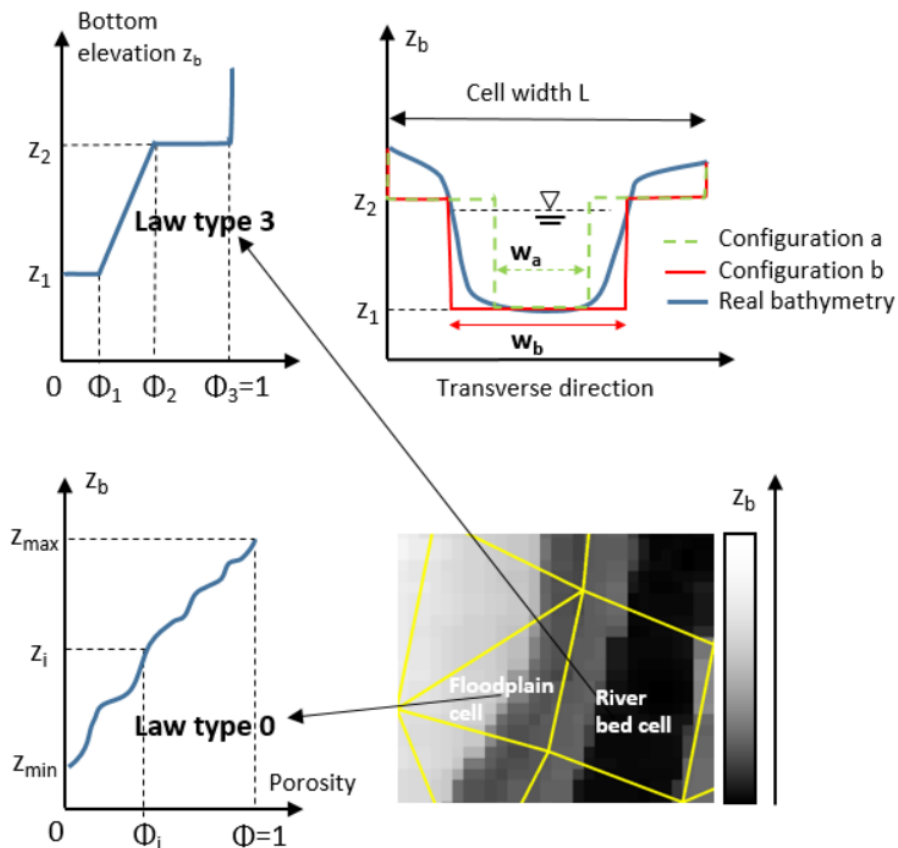 Bottom
elevation z_b
z_2
Law type 3
z_1
0 Φ_1 Φ_2 Φ_3=1
z_b
Cell width L
z_2
w_a
z_1
w_b
Transverse direction
Configuration a
Configuration b
Real bathymetry
z_b
z_max
z_i
Law type 0
z_min
Porosity
0 Φ_i Φ=1
Floodplain
cell
River
bed cell
z_b